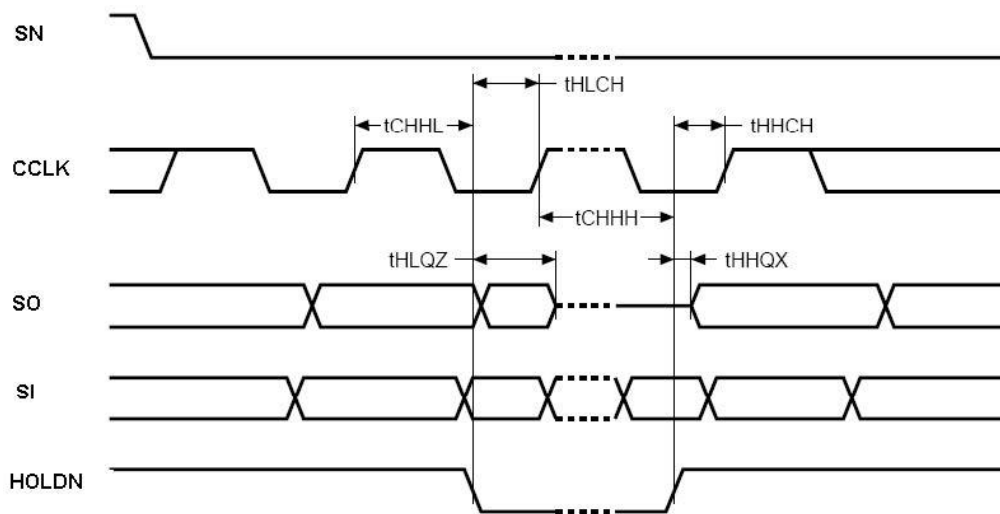 SN
tHLCH
tCHHL
tHHCH
CCLK
tCHHH
tHLQZ
tHHQX
SO
SI
HOLDN